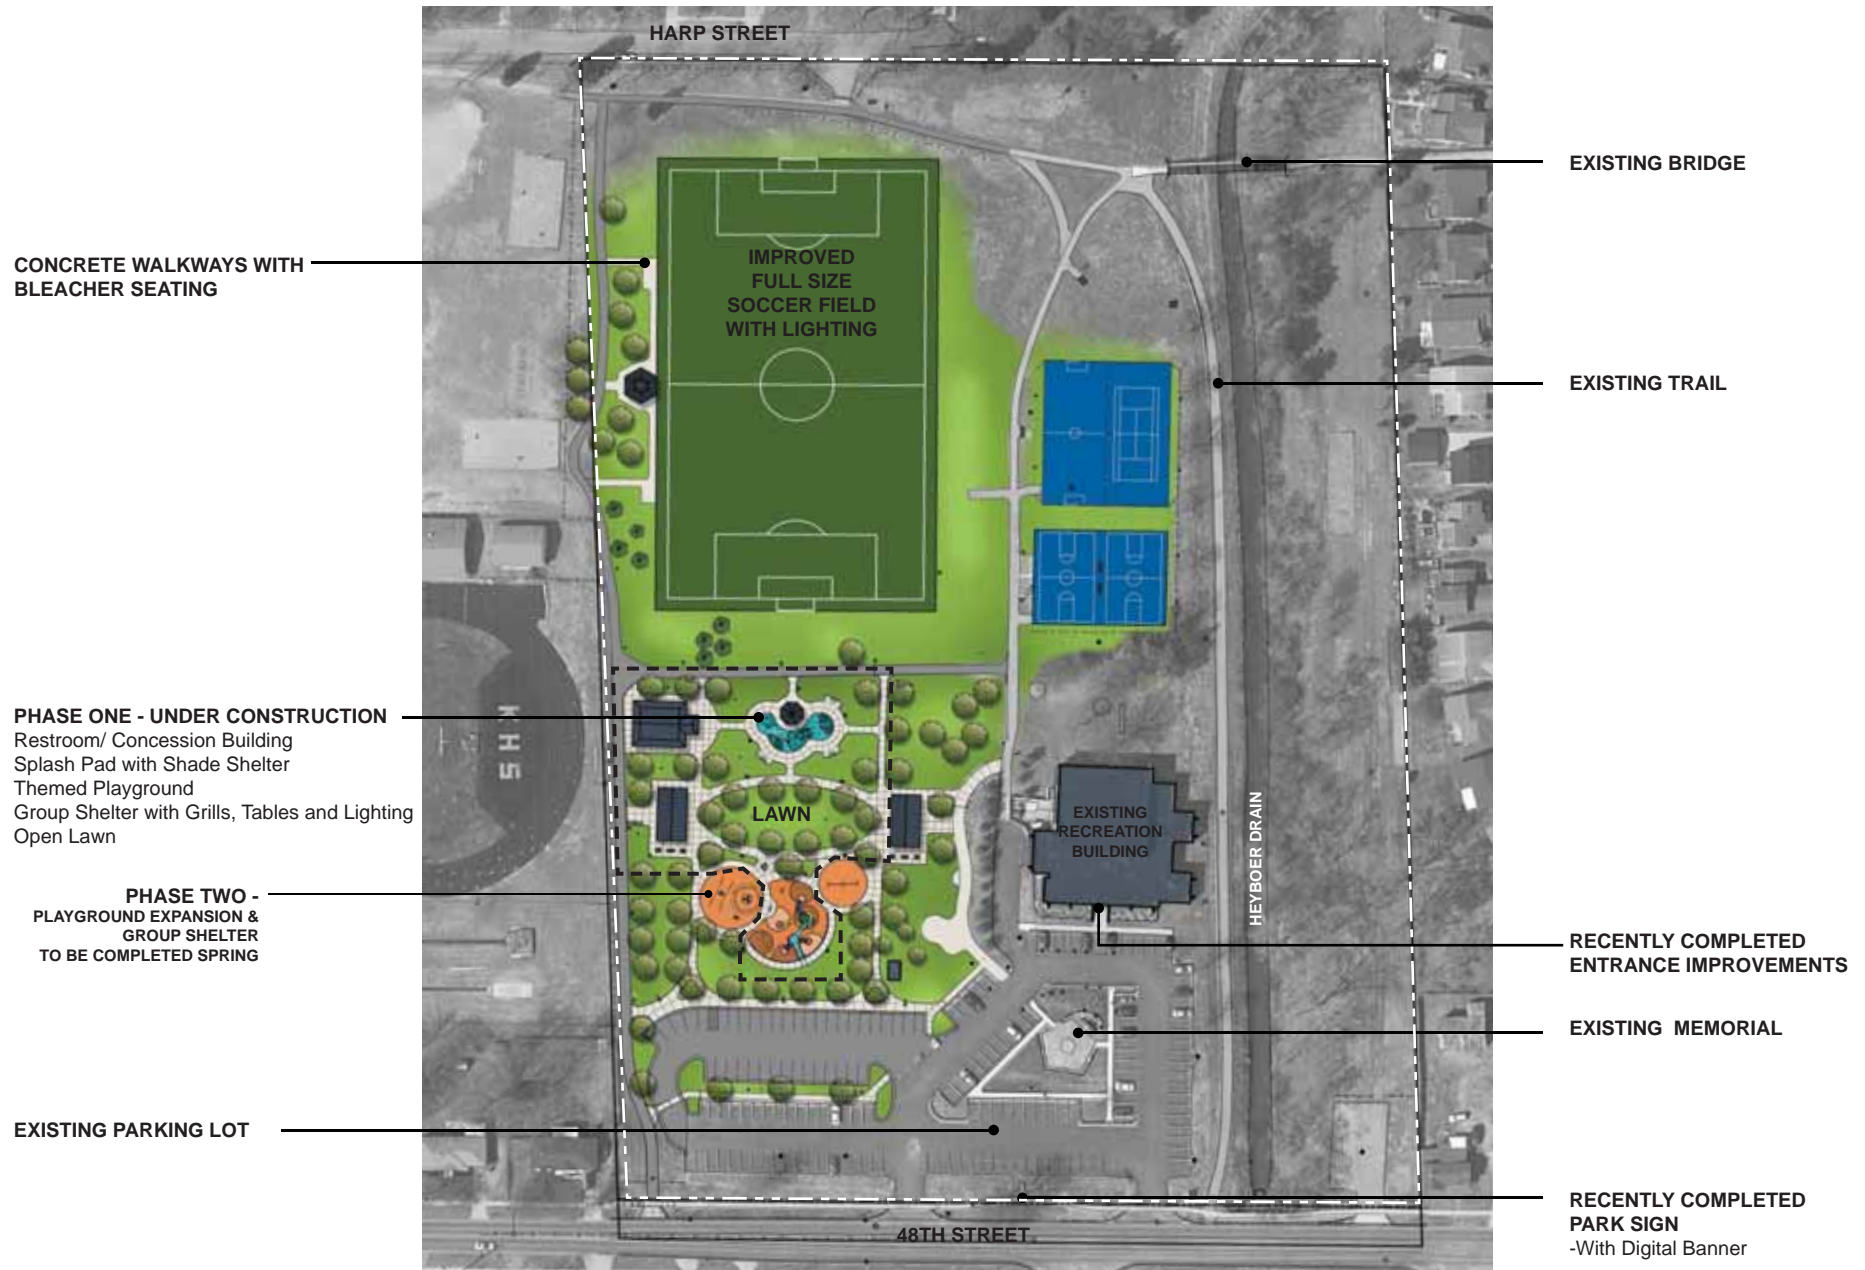 HARP STREET
EXISTING BRIDGE
CONCRETE WALKWAYS WITH
BLEACHER SEATING
IMPROVED
FULL SIZE
SOCCER FIELD
WITH LIGHTING
EXISTING TRAIL
PHASE ONE - UNDER CONSTRUCTION
Restroom/ Concession Building
Splash Pad with Shade Shelter
Themed Playground
Group Shelter with Grills, Tables and Lighting
Open Lawn
KHS
LAWN
EXISTING
RECREATION
BUILDING
HEYBOER DRAIN
PHASE TWO -
PLAYGROUND EXPANSION &
GROUP SHELTER
TO BE COMPLETED SPRING
RECENTLY COMPLETED
ENTRANCE IMPROVEMENTS
EXISTING MEMORIAL
EXISTING PARKING LOT
RECENTLY COMPLETED
PARK SIGN
-With Digital Banner
48TH STREET